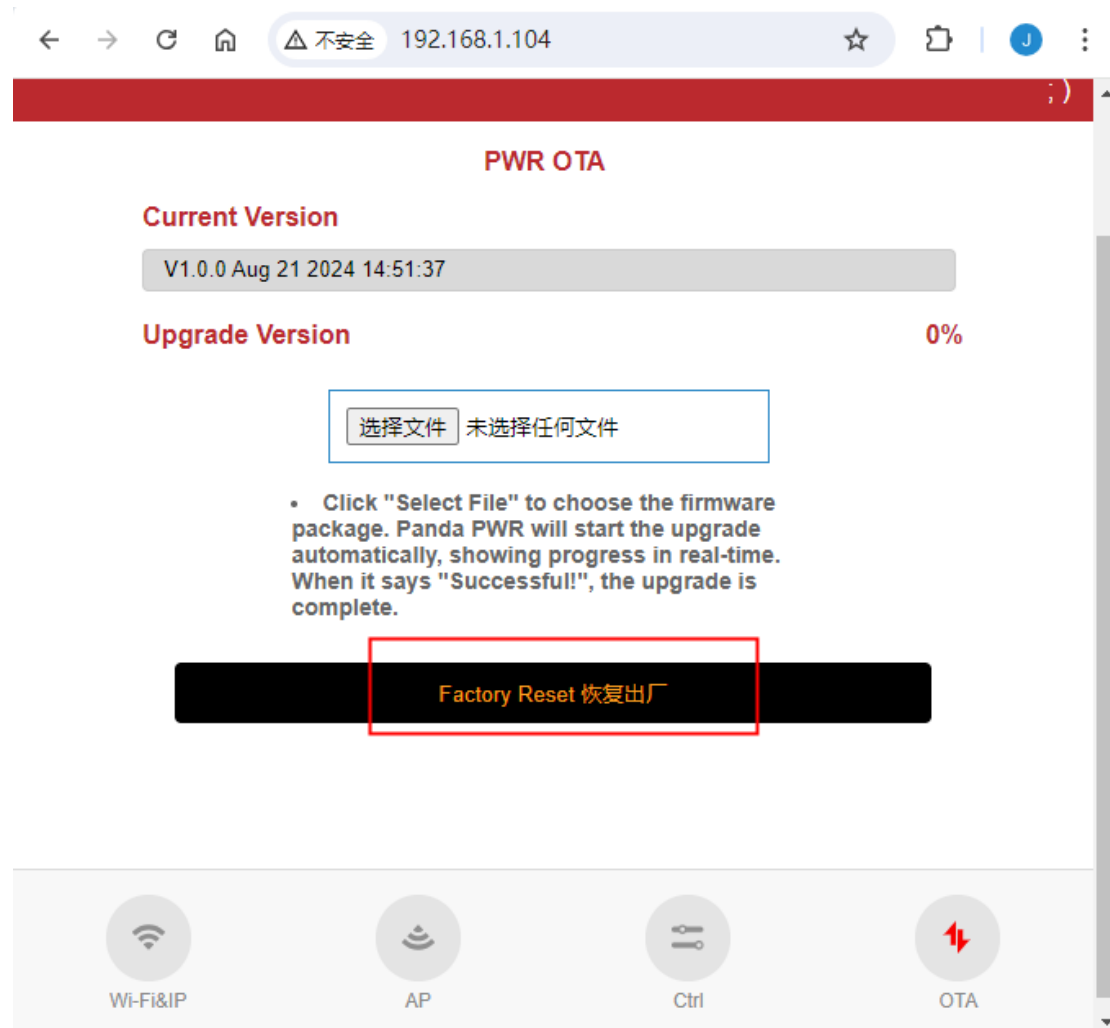 不安全 192.168.1.104
J
; )
PWR OTA
Current Version
V1.0.0 Aug 21 2024 14:51:37
Upgrade Version 0%
选择文件 未选择任何文件
• Click "Select File" to choose the firmware
package. Panda PWR will start the upgrade
automatically, showing progress in real-time.
When it says "Successful!", the upgrade is
complete.
Factory Reset 恢复出厂
Wi-Fi&IP AP Ctrl OTA